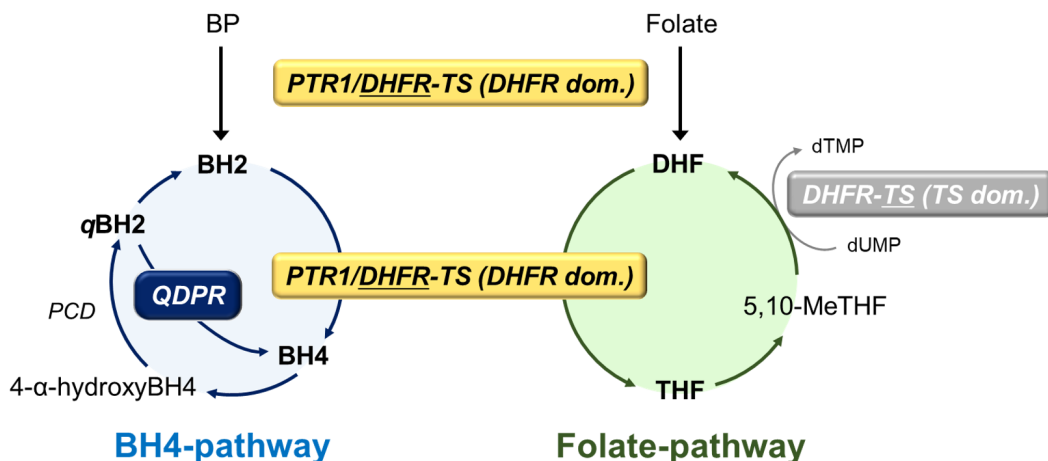 BP
Folate
PTR1/DHFR-TS (DHFR dom.)
BH2
DHF
dTMP
DHFR-TS (TS dom.)
qBH2
dUMP
QDPR
PTR1/DHFR-TS (DHFR dom.)
PCD
5,10-MeTHF
BH4
4-α-hydroxyBH4
THF
BH4-pathway
Folate-pathway